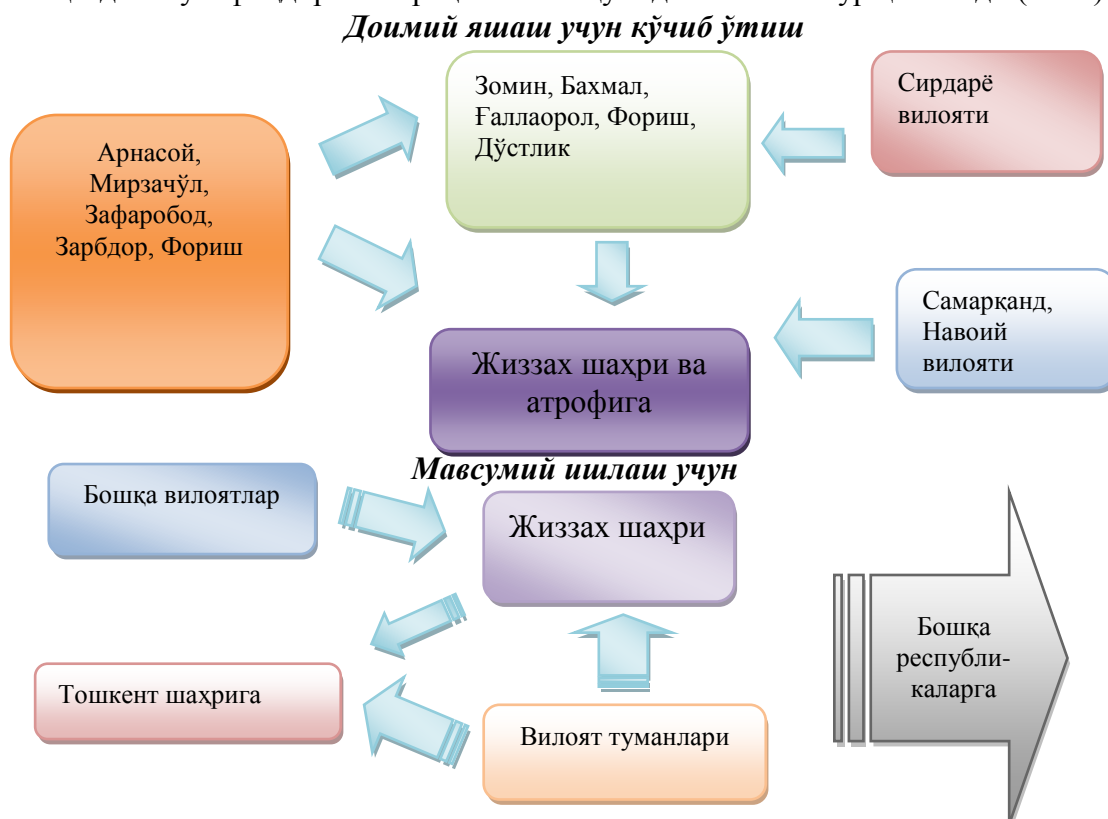 Доимий яшаш учун кўчиб ўтиш
Зомин, Бахмал,
Ғаллаорол, Фориш,
Дўстлик
Сирдарё
вилояти
Арнасой,
Мирзачўл,
Зафаробод,
Зарбдор, Фориш
Самарқанд,
Навоий
вилояти
Жиззах шаҳри ва
атрофига
Мавсумий ишлаш учун
Бошқа вилоятлар
Жиззах шаҳри
Бошқа
республи-
каларга
Тошкент шаҳрига
Вилоят туманлари